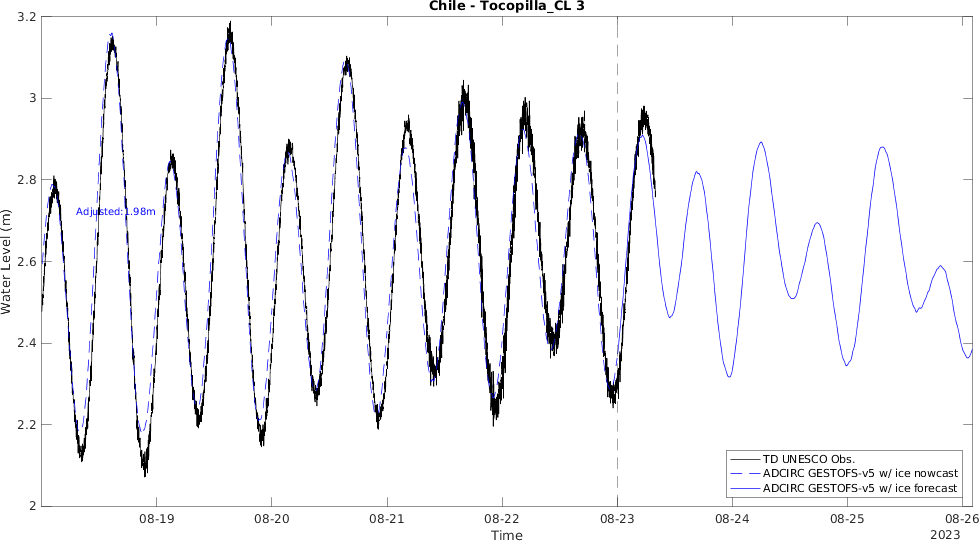 Chile - Tocopilla_CL 3
3.2
3
2.8
2.6
2.4
2.2
2
Water Level (m)
Adjusted: 1.98m
TD UNESCO Obs.
ADCIRC GESTOFS-v5 w/ ice nowcast
ADCIRC GESTOFS-v5 w/ ice forecast
08-19
08-20
08-21
08-22
08-23
08-24
08-25
08-26
Time
2023